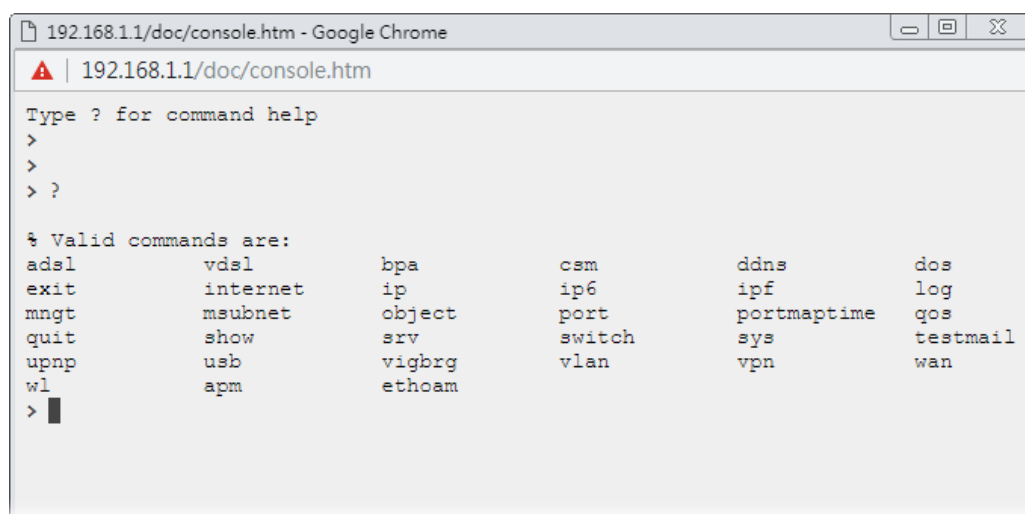 192.168.1.1/doc/console.htm - Google Chrome
192.168.1.1/doc/console.htm
Type ? for command help
>
>
> ?
% Valid commands are:
adsl vdsl bpa csm ddns dos
exit internet ip ip6 ipf log
mngt msubnet object port portmaptime qos
quit show srv switch sys testmail
upnp usb vigbrg vlan vpn wan
wl apm ethoam
>